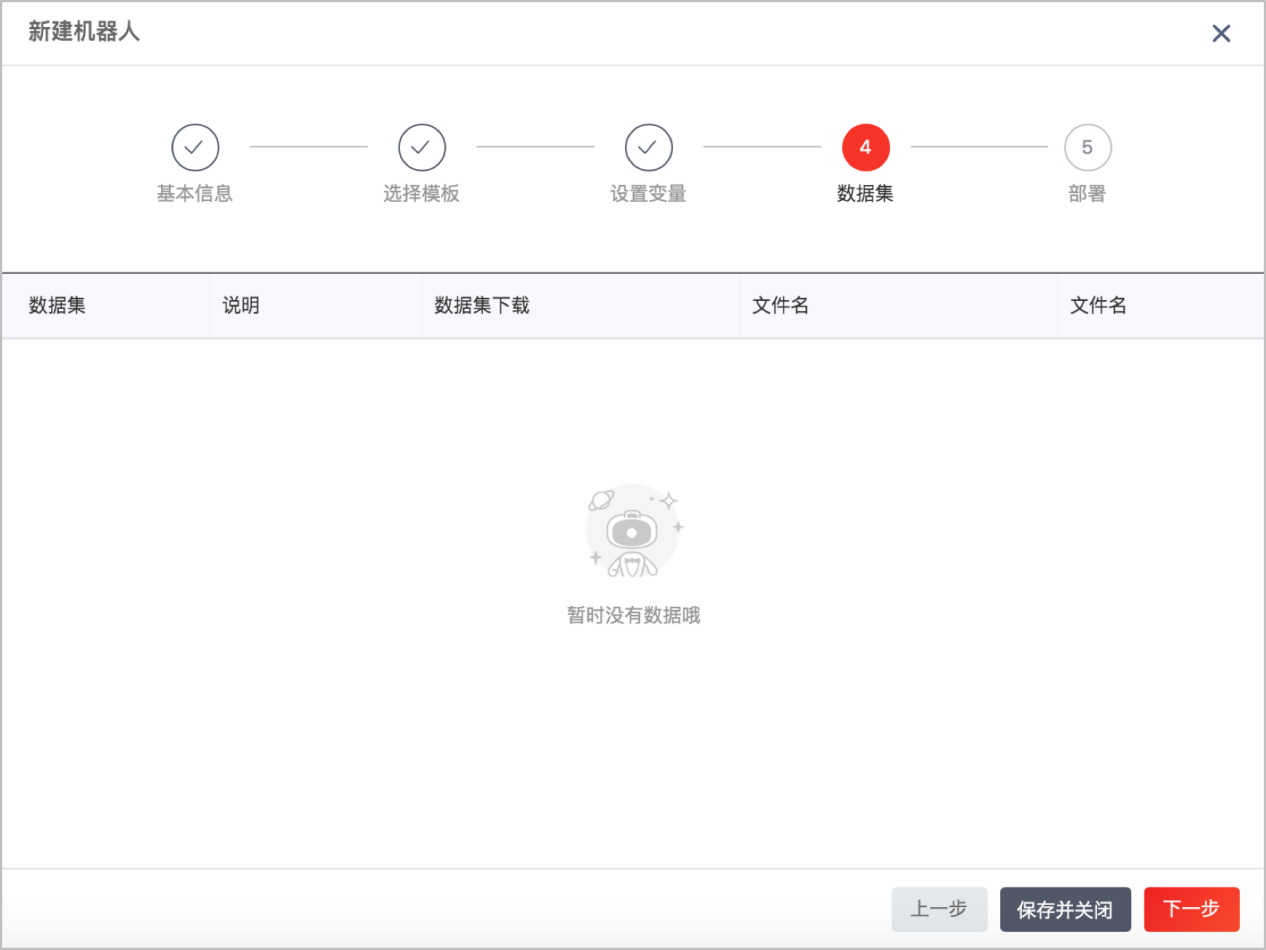 新建机器人
4
5
基本信息 选择模板 设置变量 数据集 部署
数据集 说明 数据集下载 文件名 文件名
暂时没有数据哦
上一步 保存并关闭 下一步